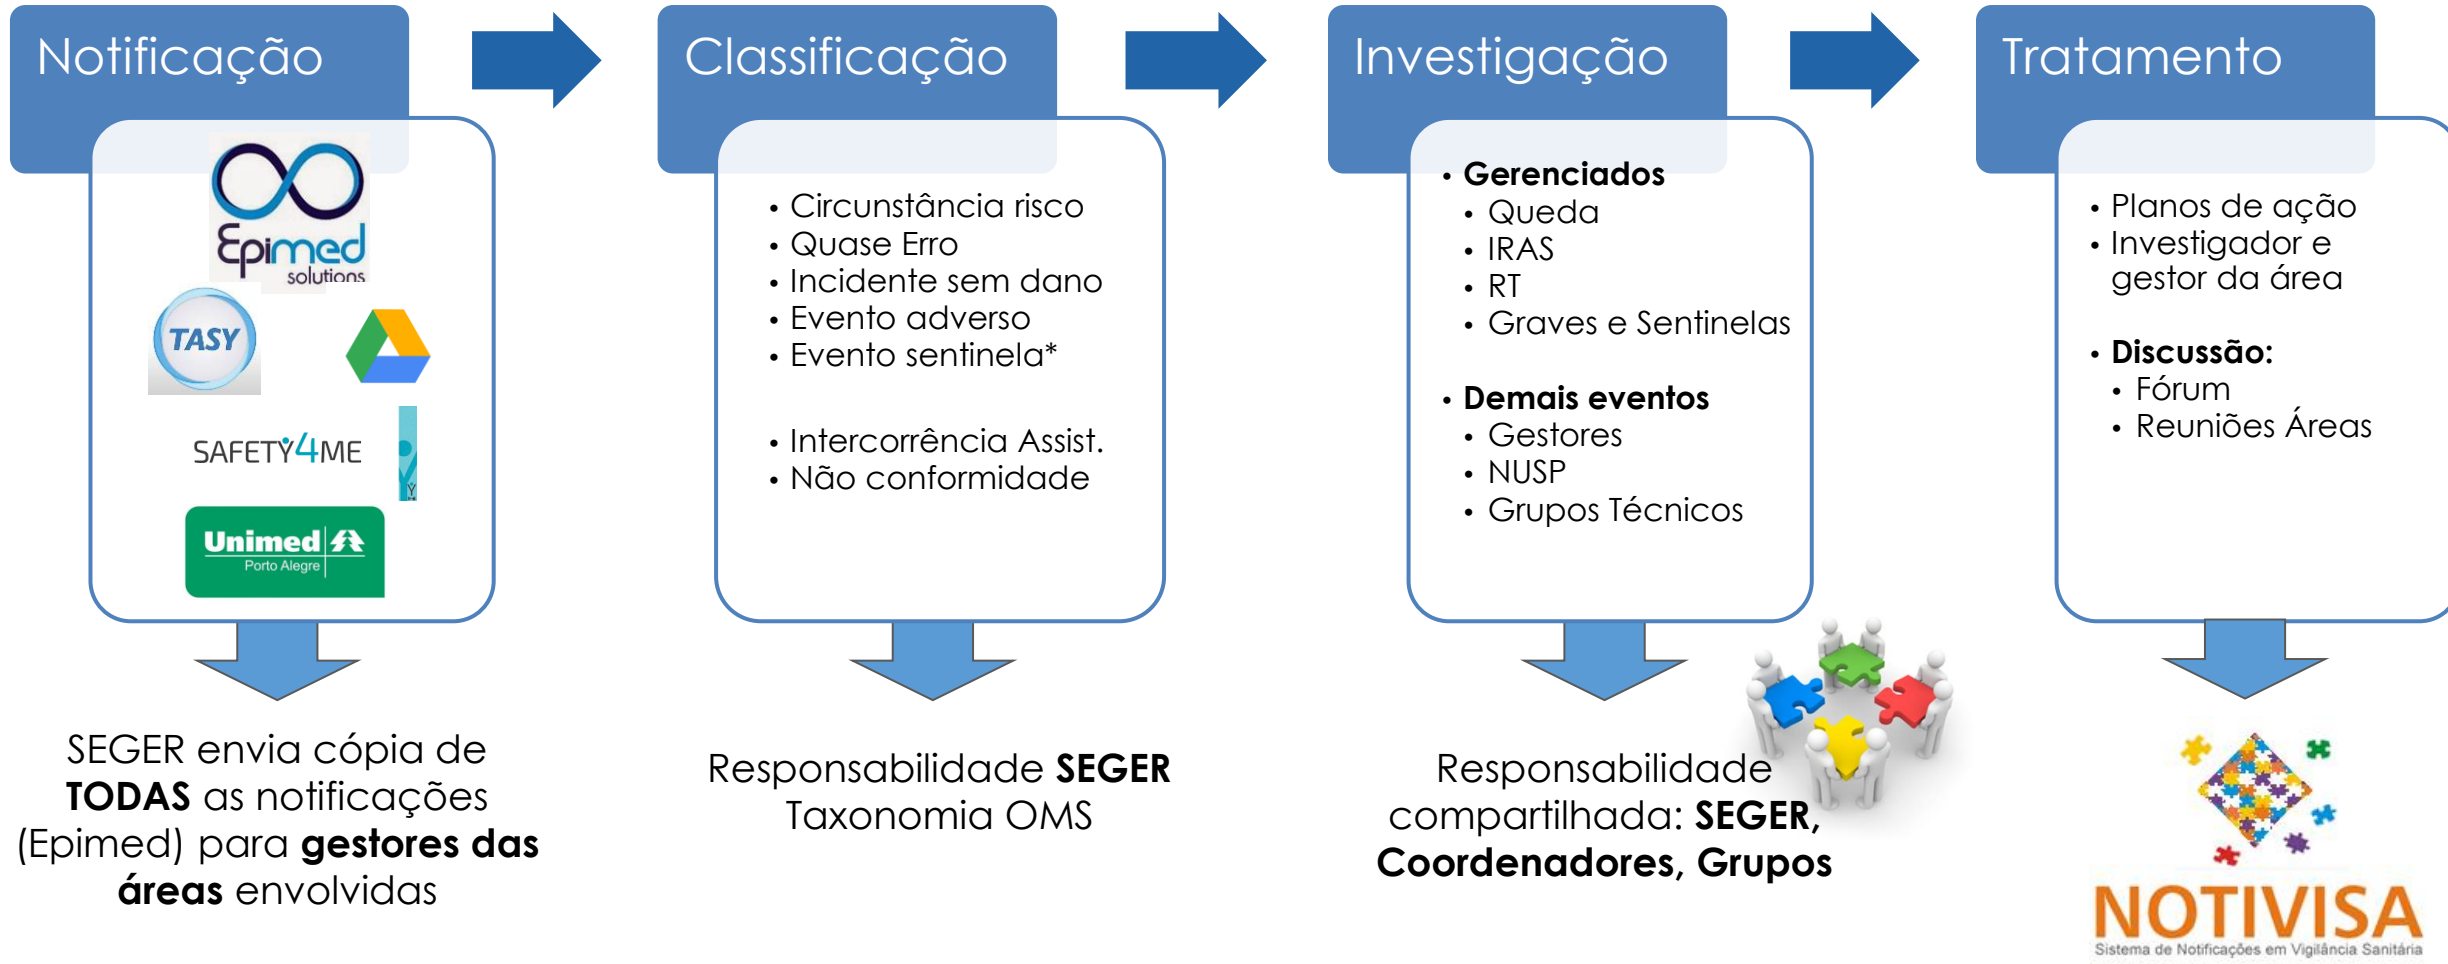 Notificação
Epimed
solutions
TASY
SAFETY4ME
Unimed
Porto Alegre
SEGER envia cópia de
TODAS as notificações
(Epimed) para gestores das
áreas envolvidas
Classificação
• Circunstância risco
• Quase Erro
• Incidente sem dano
• Evento adverso
• Evento sentinela*
• Intercorrência Assist.
• Não conformidade
Responsabilidade SEGER
Taxonomia OMS
Investigação
• Gerenciados
• Queda
• IRAS
• RT
• Graves e Sentinelas
• Demais eventos
• Gestores
• NUSP
• Grupos Técnicos
Responsabilidade
compartilhada: SEGER,
Coordenadores, Grupos
Tratamento
• Planos de ação
• Investigador e
gestor da área
• Discussão:
• Fórum
• Reuniões Áreas
NOTIVISA
Sistema de Notificações em Vigilância Sanitária